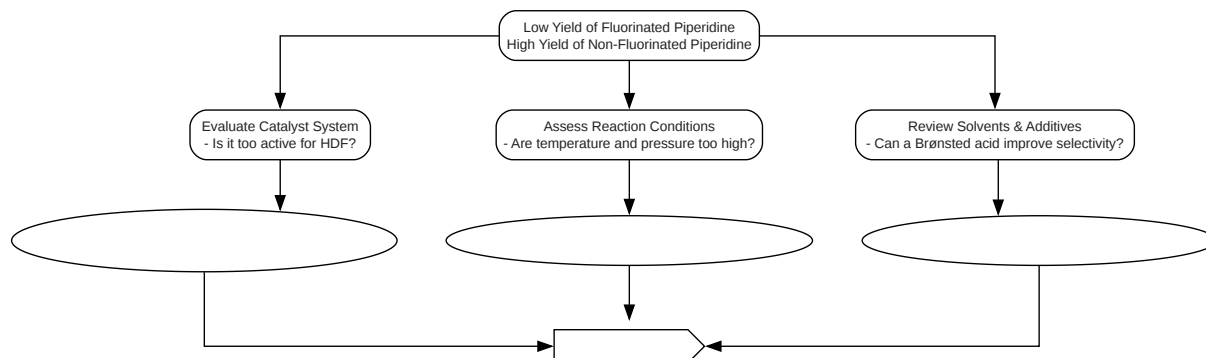 Low Yield of Fluorinated Piperidine
High Yield of Non-Fluorinated Piperidine
Evaluate Catalyst System
- Is it too active for HDF?
Assess Reaction Conditions
- Are temperature and pressure too high?
Review Solvents & Additives
- Can a Brønsted acid improve selectivity?